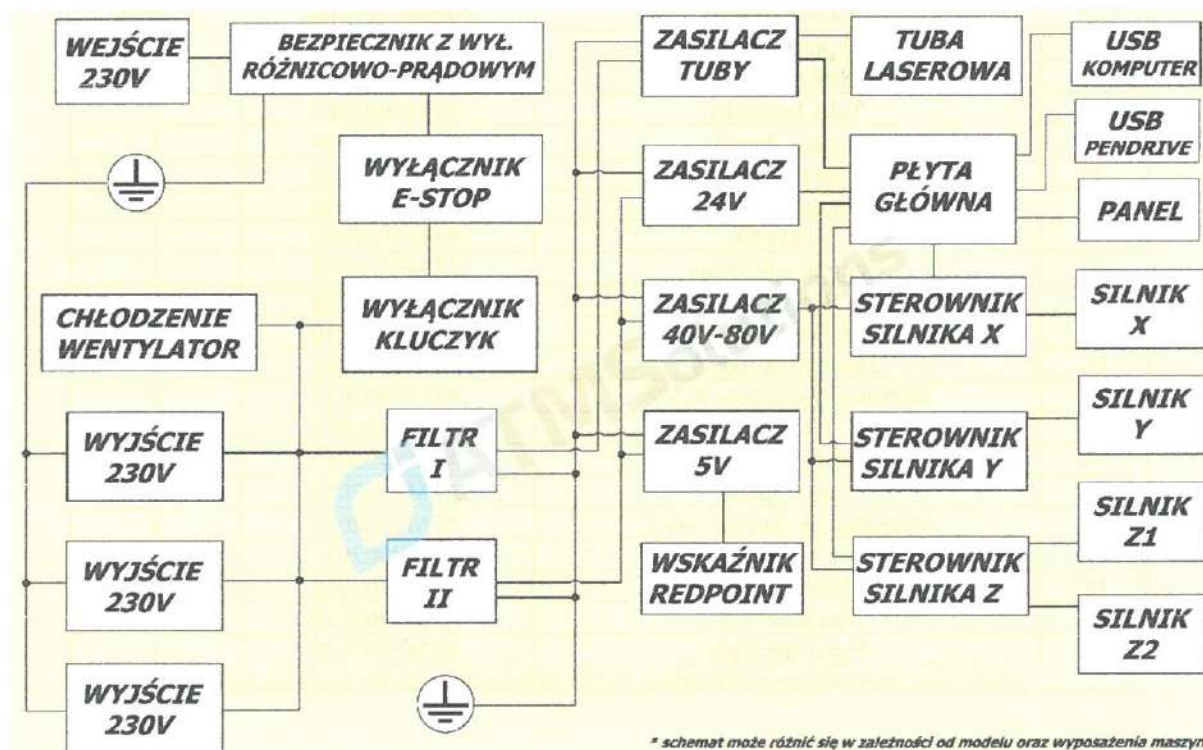 WEJŚCIE
230V
BEZPIECZNIK Z WYŁ.
RÓŻNICOWO-PRĄDOWYM
ZASILACZ
TUBY
TUBA
LASEROWA
USB
KOMPUTER
USB
PENDRIVE
WYŁĄCZNIK
E-STOP
ZASILACZ
24V
PŁYTA
GŁÓWNA
PANEL
CHŁODZENIE
WENTYLATOR
WYŁĄCZNIK
KLUCZYK
ZASILACZ
40V-80V
STEROWNIK
SILNIKA X
SILNIK
X
WYJŚCIE
230V
FILTR
I
ZASILACZ
5V
STEROWNIK
SILNIKA Y
SILNIK
Y
WYJŚCIE
230V
FILTR
II
WSKAŹNIK
REDPOINT
STEROWNIK
SILNIKA Z
SILNIK
Z1
SILNIK
Z2
WYJŚCIE
230V
ATMSolutions
* schemat może różnić się w zależności od modelu oraz wyposażenia maszyn